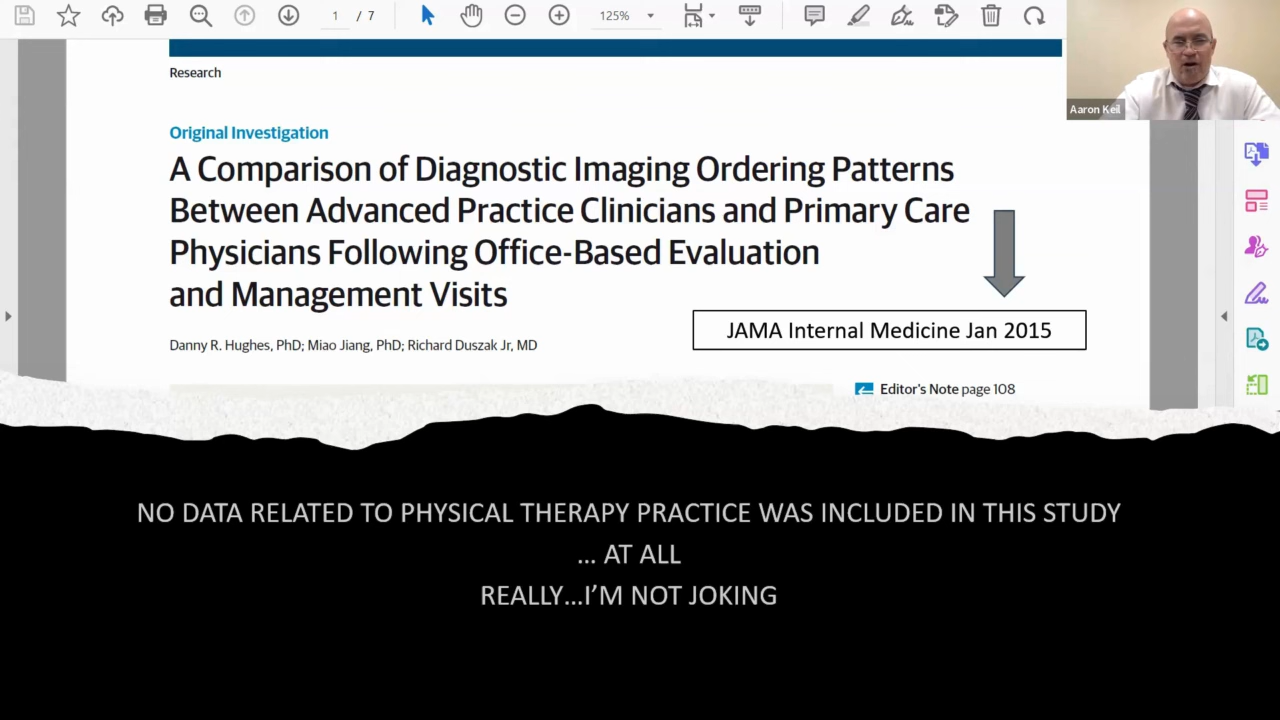 1 / 7
125%
Aaron Keil
Research
Original Investigation
A Comparison of Diagnostic Imaging Ordering Patterns
Between Advanced Practice Clinicians and Primary Care
Physicians Following Office-Based Evaluation
and Management Visits
JAMA Internal Medicine Jan 2015
Danny R. Hughes, PhD; Miao Jiang, PhD; Richard Duszak Jr, MD
Editor's Note page 108
NO DATA RELATED TO PHYSICAL THERAPY PRACTICE WAS INCLUDED IN THIS STUDY
... AT ALL
REALLY...I'M NOT JOKING